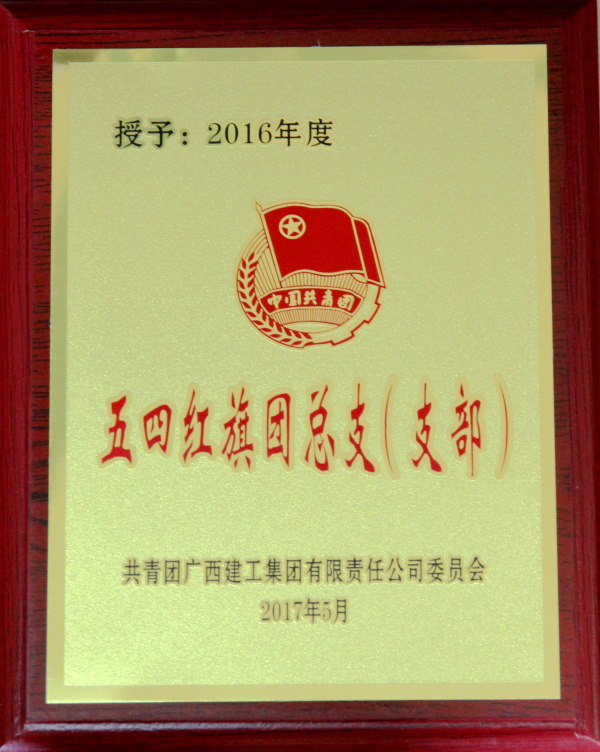 授予：2016年度
中国共青团
五四红旗团总支（支部）
共青团广西建工集团有限责任公司委员会
2017年5月